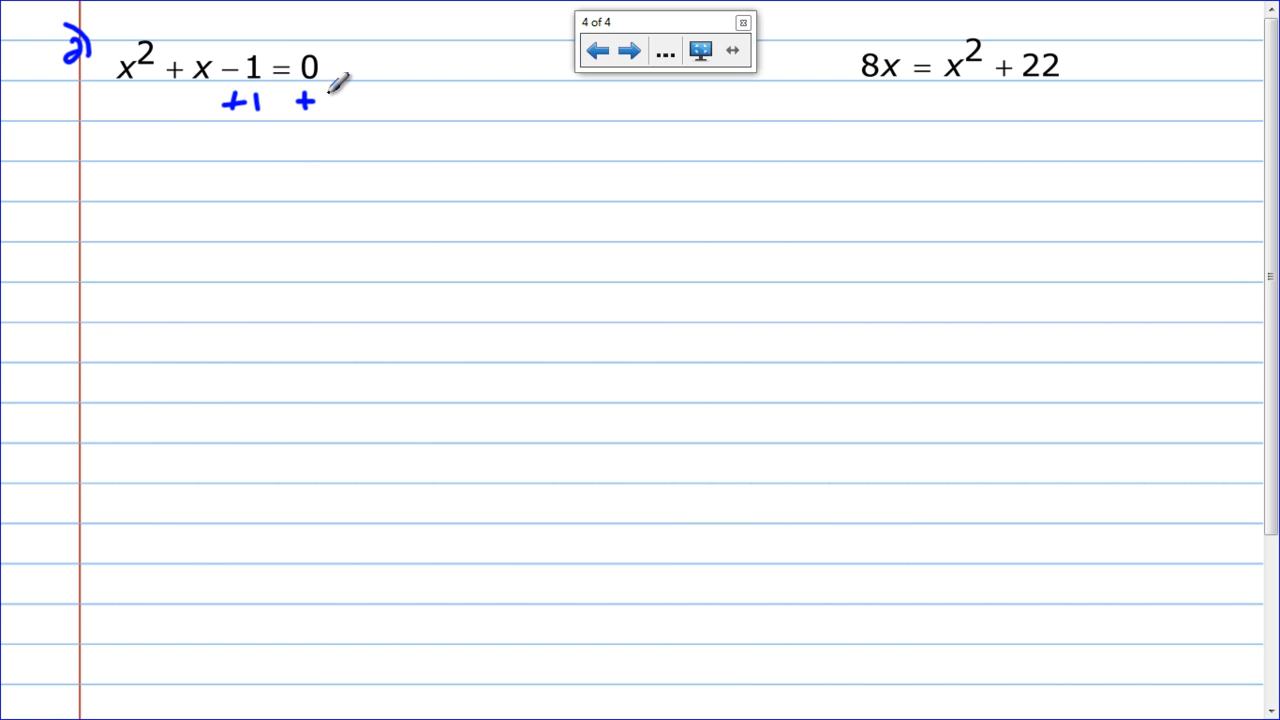 4 of 4
2) x² + x − 1 = 0
+1 +
8x = x² + 22